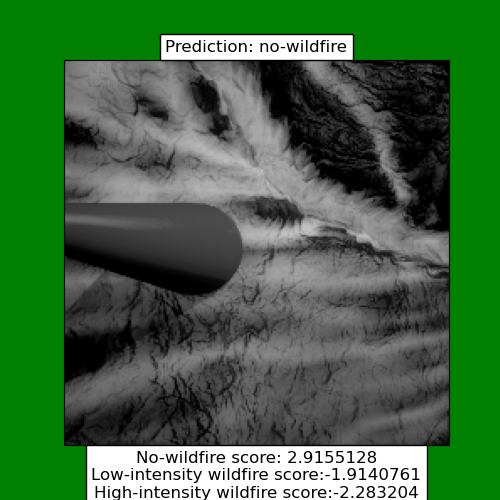 Prediction: no-wildfire
No-wildfire score: 2.9155128
Low-intensity wildfire score:-1.9140761
High-intensity wildfire score:-2.283204